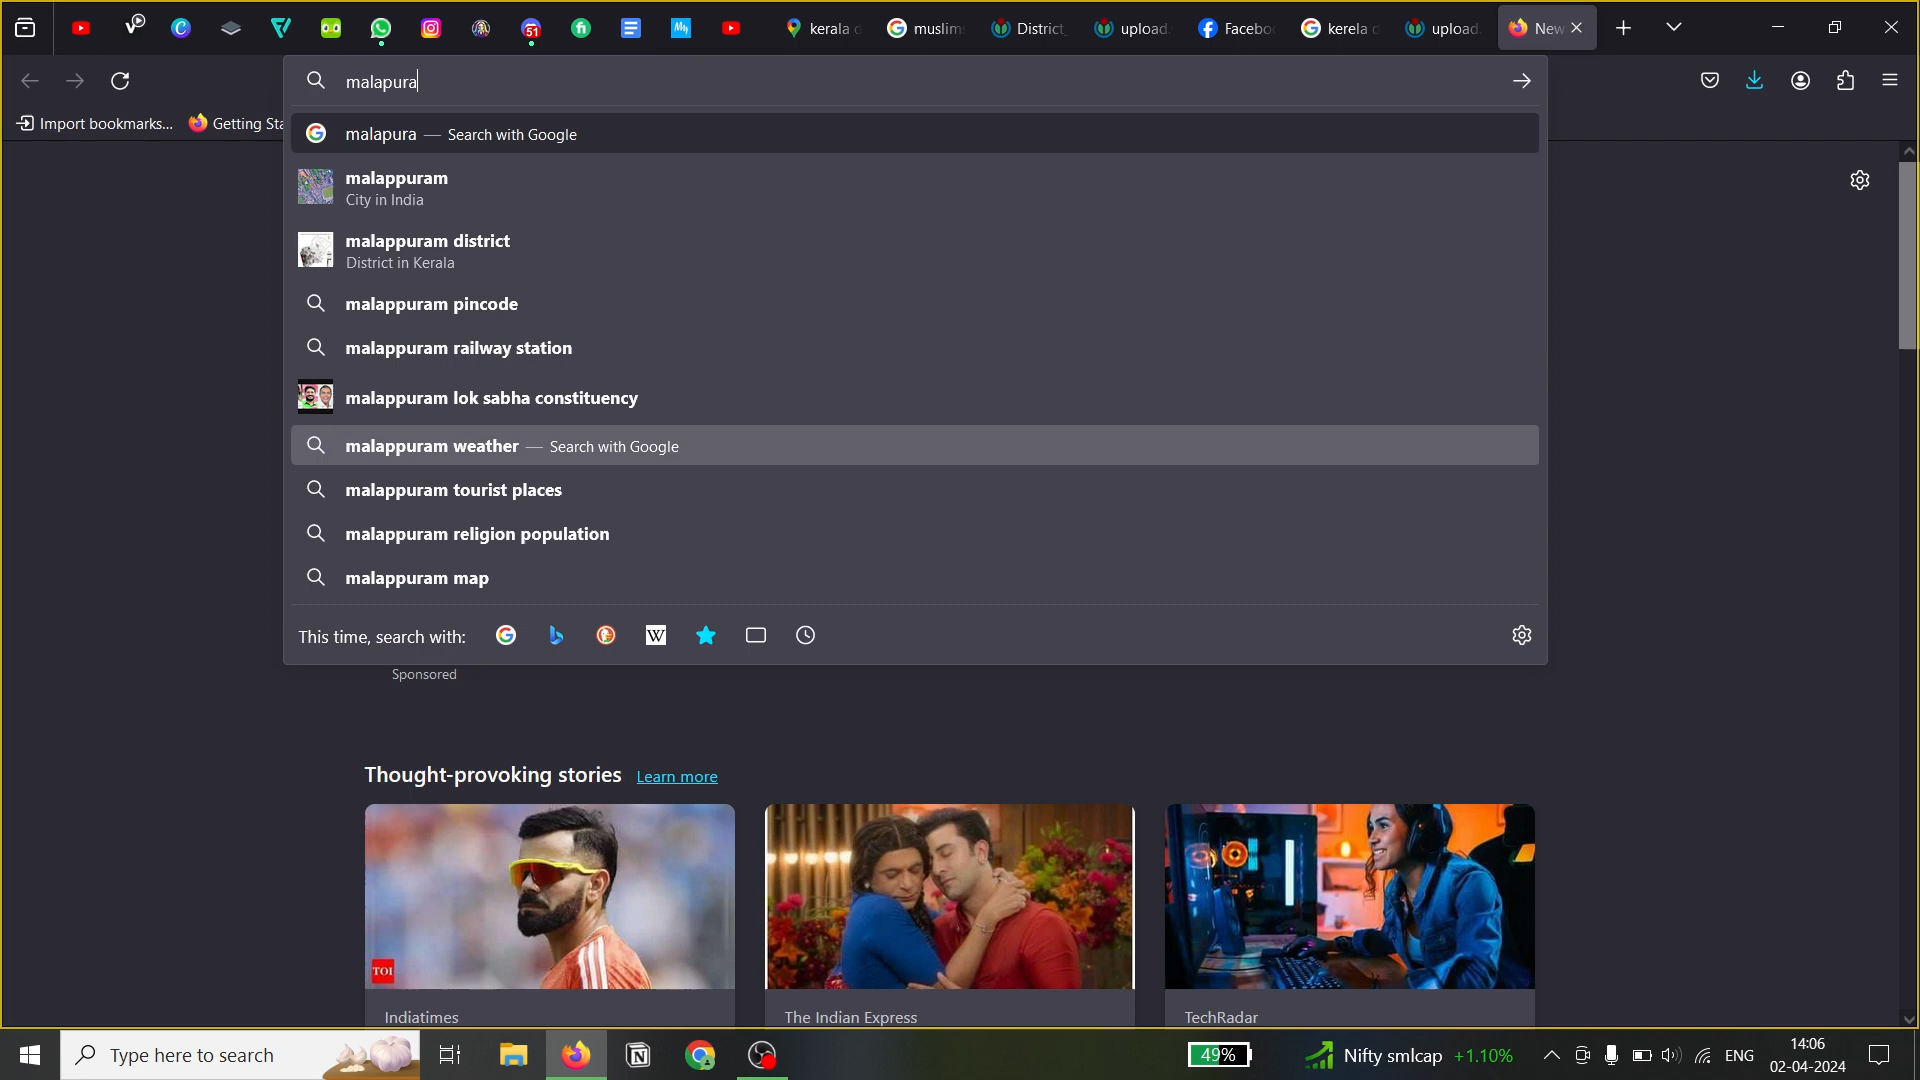 51
kerala d
muslim
District
upload
Facebo
kerela d
upload
New
malapura
Import bookmarks...
Getting Sta
malapura — Search with Google
malappuram
City in India
malappuram district
District in Kerala
malappuram pincode
malappuram railway station
malappuram lok sabha constituency
malappuram weather — Search with Google
malappuram tourist places
malappuram religion population
malappuram map
This time, search with:
W
Sponsored
Thought-provoking stories Learn more
TOI
Indiatimes
The Indian Express
TechRadar
Type here to search
49%
Nifty smlcap +1.10%
ENG
14:06
02-04-2024